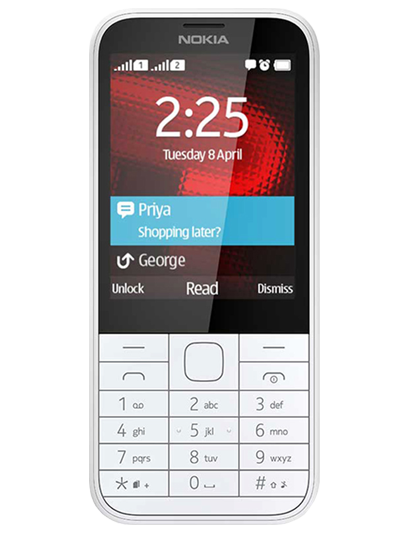 NOKIA
1 2
2:25
Tuesday 8 April
Priya
Shopping later?
George
Unlock Read Dismiss
1 2 abc 3 def
4 ghi 5 jkl 6 mno
7 pqrs 8 tuv 9 wxyz
* + 0 #